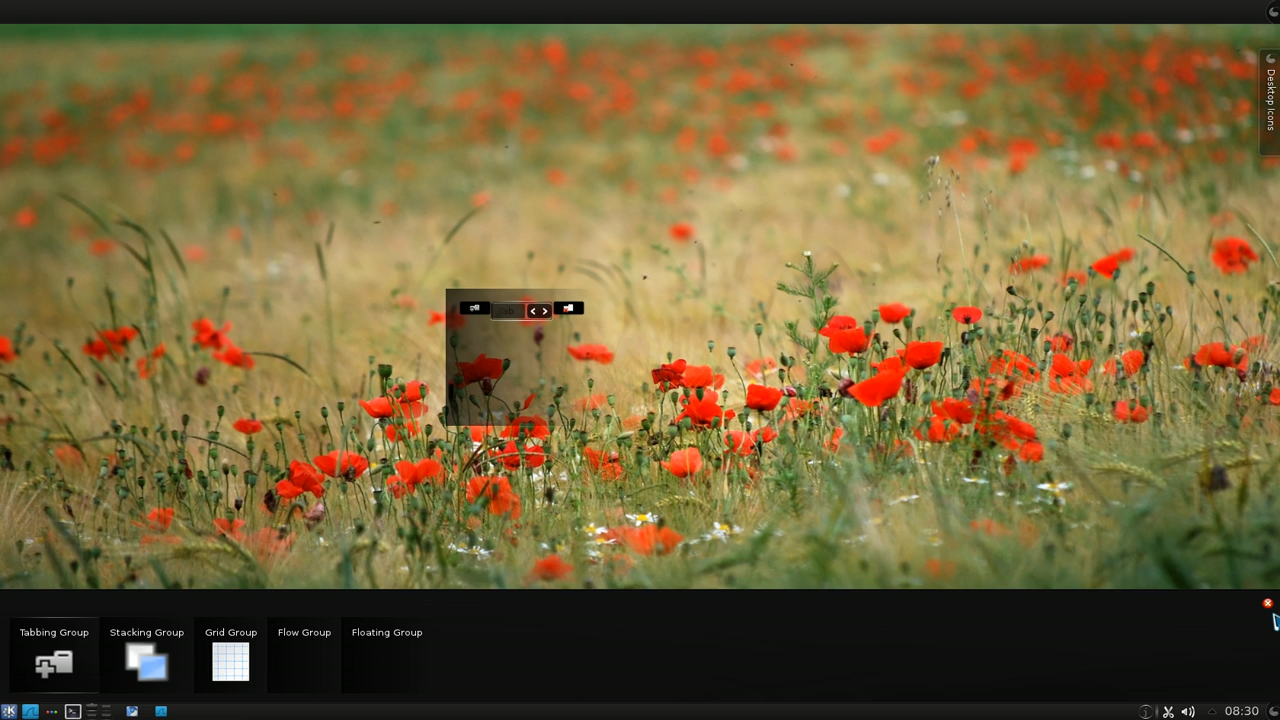 Desktop Icons
Tabbing Group
Stacking Group
Grid Group
Flow Group
Floating Group
08:30